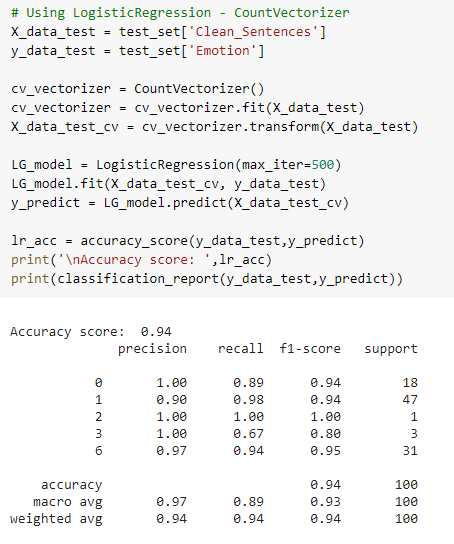 # Using LogisticRegression - CountVectorizer
X_data_test = test_set['Clean_Sentences']
y_data_test = test_set['Emotion']
cv_vectorizer = CountVectorizer()
cv_vectorizer = cv_vectorizer.fit(X_data_test)
X_data_test_cv = cv_vectorizer.transform(X_data_test)
LG_model = LogisticRegression(max_iter=500)
LG_model.fit(X_data_test_cv, y_data_test)
y_predict = LG_model.predict(X_data_test_cv)
lr_acc = accuracy_score(y_data_test,y_predict)
print('\nAccuracy score: ',lr_acc)
print(classification_report(y_data_test,y_predict))
Accuracy score:  0.94
precision recall f1-score support
0 1.00 0.89 0.94 18
1 0.90 0.98 0.94 47
2 1.00 1.00 1.00 1
3 1.00 0.67 0.80 3
6 0.97 0.94 0.95 31
accuracy 0.94 100
macro avg 0.97 0.89 0.93 100
weighted avg 0.94 0.94 0.94 100